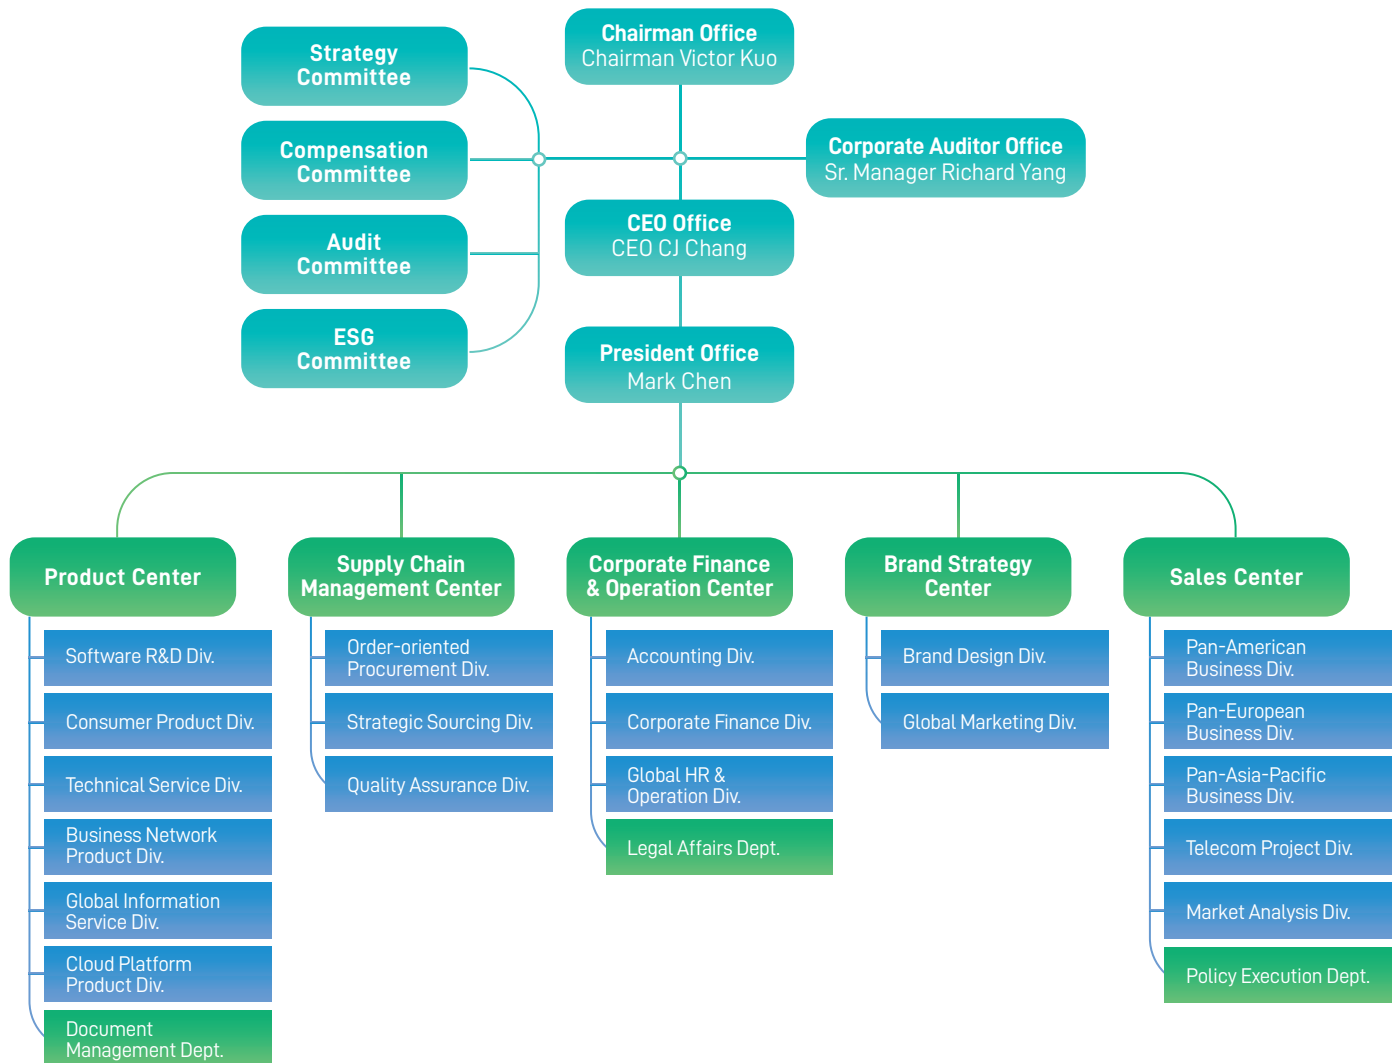 Chairman Office
Chairman Victor Kuo
Strategy
Committee
Compensation
Committee
Corporate Auditor Office
Sr. Manager Richard Yang
Audit
Committee
CEO Office
CEO CJ Chang
ESG
Committee
President Office
Mark Chen
Product Center
Software R&D Div.
Consumer Product Div.
Technical Service Div.
Business Network
Product Div.
Global Information
Service Div.
Cloud Platform
Product Div.
Document
Management Dept.
Supply Chain
Management Center
Order-oriented
Procurement Div.
Strategic Sourcing Div.
Quality Assurance Div.
Corporate Finance
& Operation Center
Accounting Div.
Corporate Finance Div.
Global HR &
Operation Div.
Legal Affairs Dept.
Brand Strategy
Center
Brand Design Div.
Global Marketing Div.
Sales Center
Pan-American
Business Div.
Pan-European
Business Div.
Pan-Asia-Pacific
Business Div.
Telecom Project Div.
Market Analysis Div.
Policy Execution Dept.